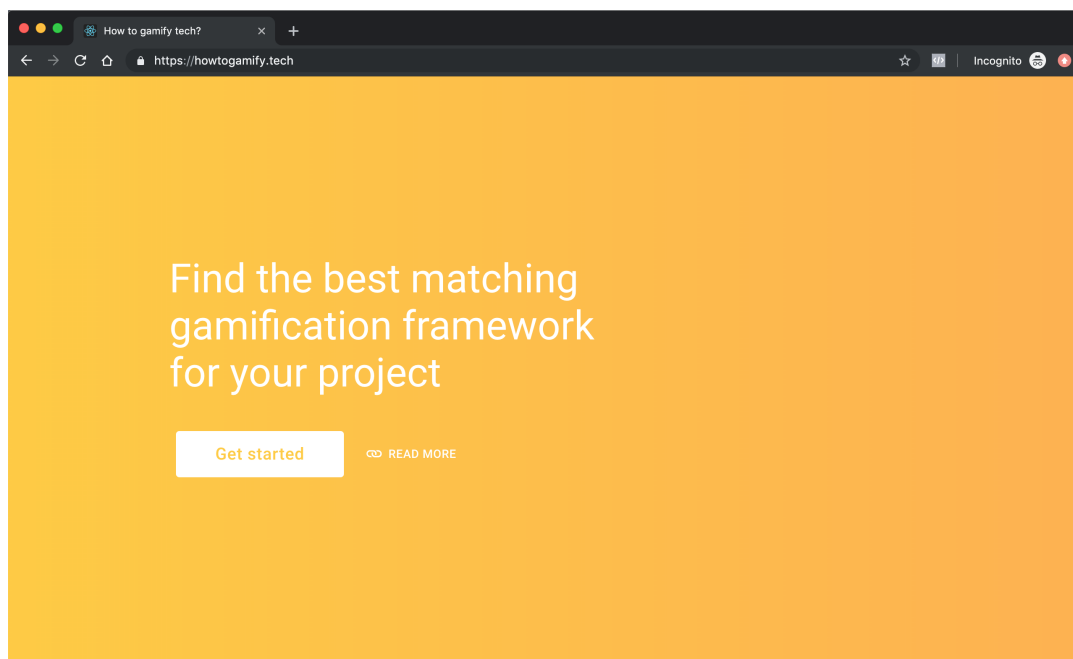 How to gamify tech?
https://howtogamify.tech
Incognito
Find the best matching
gamification framework
for your project
Get started
READ MORE